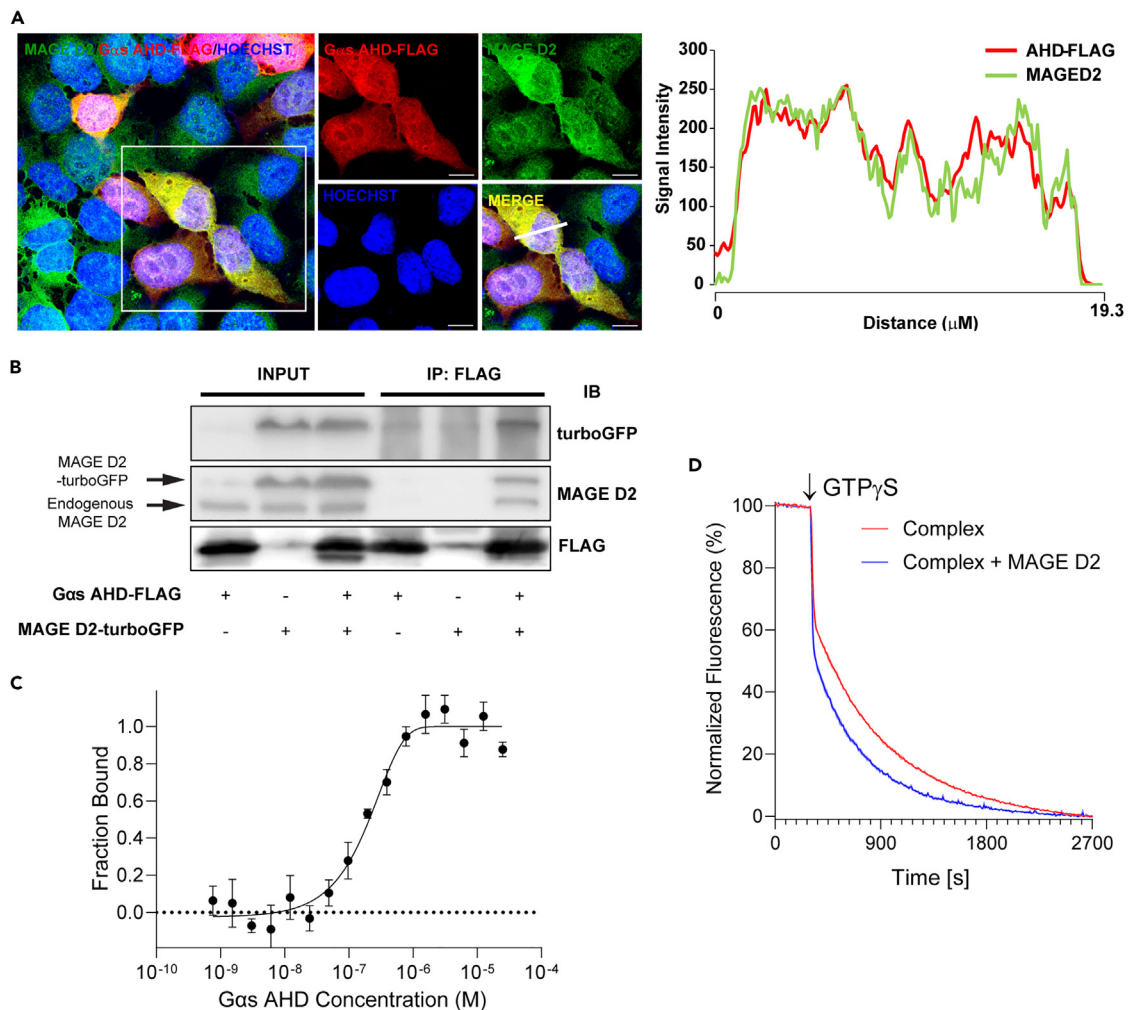 A
MAGE D2/Gαs AHD-FLAG/HOECHST
Gαs AHD-FLAG
MAGE D2
HOECHST
MERGE
300
250
200
150
100
50
0
Signal Intensity
AHD-FLAG
MAGED2
0
19.3
Distance (μM)
B
INPUT
IP: FLAG
IB
turboGFP
MAGE D2
-turboGFP
Endogenous
MAGE D2
MAGE D2
FLAG
Gαs AHD-FLAG + - + + - +
MAGE D2-turboGFP - + + - + +
C
1.0
0.8
0.6
0.4
0.2
0.0
Fraction Bound
10-10 10-9 10-8 10-7 10-6 10-5 10-4
Gαs AHD Concentration (M)
D
GTPγS
Complex
Complex + MAGE D2
100
80
60
40
20
0
Normalized Fluorescence (%)
0 900 1800 2700
Time [s]